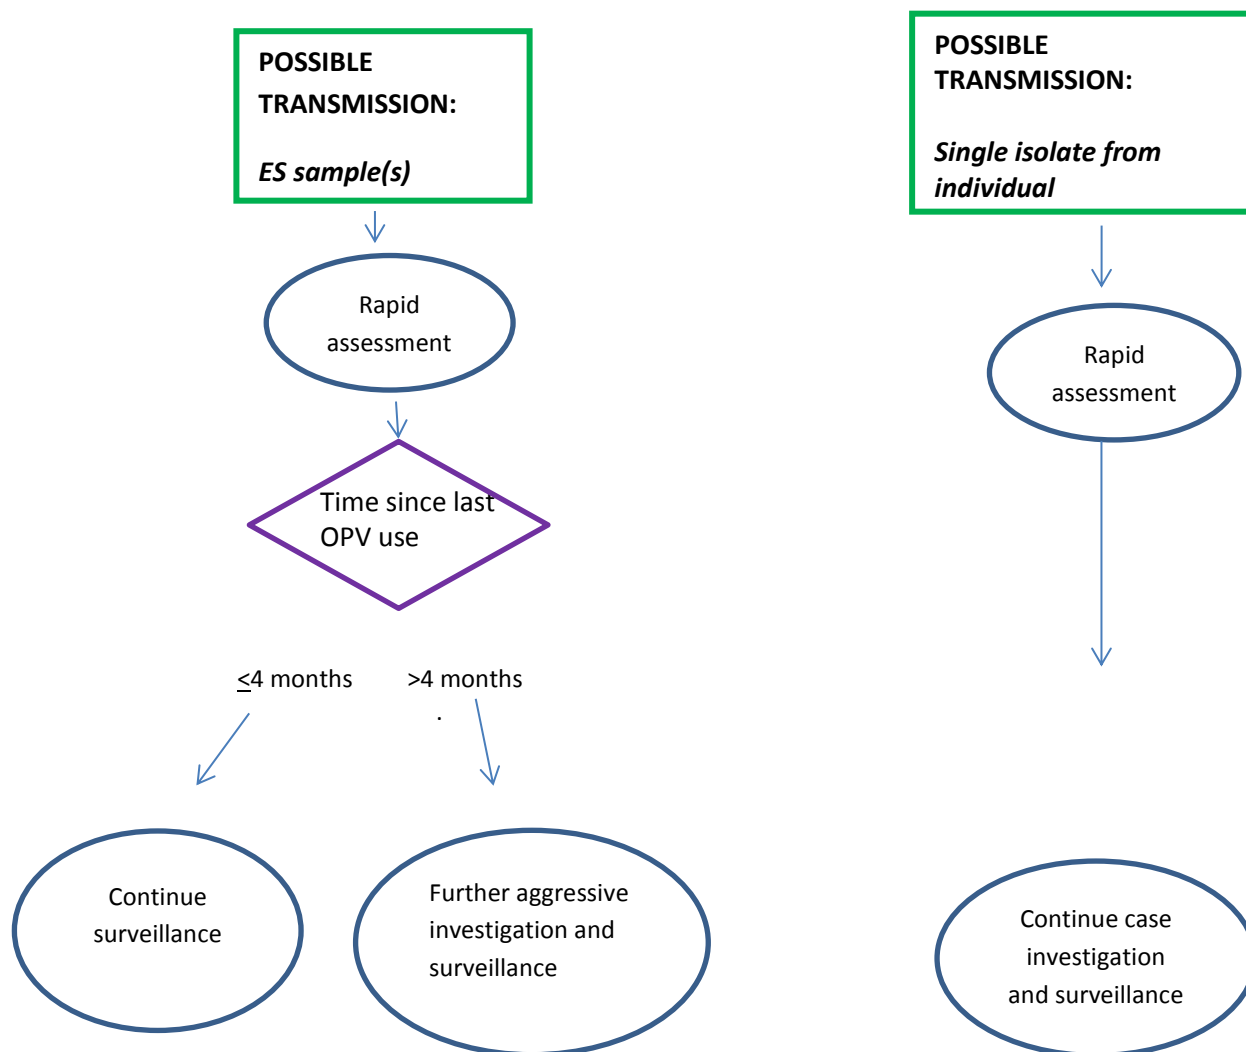 POSSIBLE
TRANSMISSION:
ES sample(s)
Rapid
assessment
Time since last
OPV use
≤4 months
>4 months
.
Continue
surveillance
Further aggressive
investigation and
surveillance
POSSIBLE
TRANSMISSION:
Single isolate from
individual
Rapid
assessment
Continue case
investigation
and surveillance